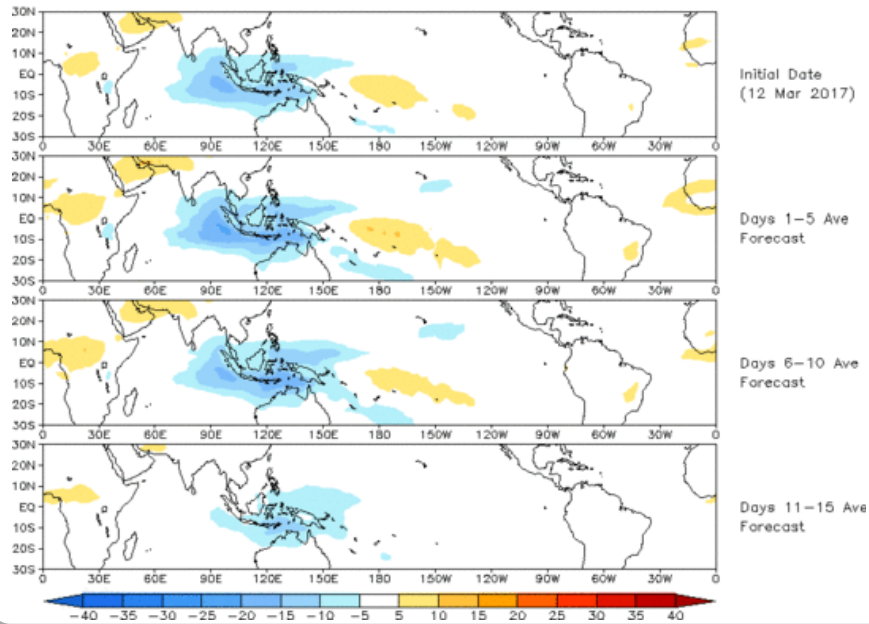 30N
20N
10N
EQ
10S
20S
30S
0 30E 60E 90E 120E 150E 180 150W 120W 90W 60W 30W 0
Initial Date
(12 Mar 2017)
30N
20N
10N
EQ
10S
20S
30S
0 30E 60E 90E 120E 150E 180 150W 120W 90W 60W 30W 0
Days 1-5 Ave
Forecast
30N
20N
10N
EQ
10S
20S
30S
0 30E 60E 90E 120E 150E 180 150W 120W 90W 60W 30W 0
Days 6-10 Ave
Forecast
30N
20N
10N
EQ
10S
20S
30S
0 30E 60E 90E 120E 150E 180 150W 120W 90W 60W 30W 0
Days 11-15 Ave
Forecast
-40 -35 -30 -25 -20 -15 -10 -5 5 10 15 20 25 30 35 40